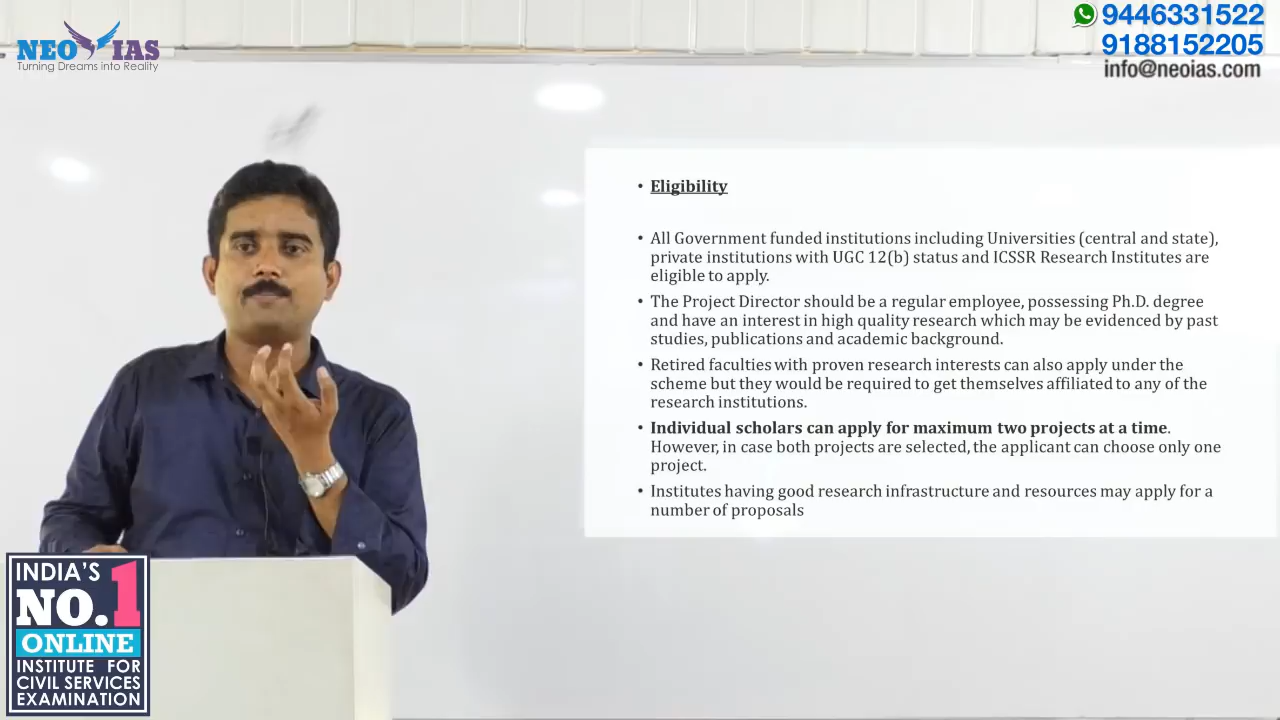 NEO IAS
Turning Dreams into Reality
9446331522
9188152205
info@neoias.com
• Eligibility
• All Government funded institutions including Universities (central and state),
private institutions with UGC 12(b) status and ICSSR Research Institutes are
eligible to apply.
• The Project Director should be a regular employee, possessing Ph.D. degree
and have an interest in high quality research which may be evidenced by past
studies, publications and academic background.
• Retired faculties with proven research interests can also apply under the
scheme but they would be required to get themselves affiliated to any of the
research institutions.
• Individual scholars can apply for maximum two projects at a time.
However, in case both projects are selected, the applicant can choose only one
project.
• Institutes having good research infrastructure and resources may apply for a
number of proposals
INDIA'S
NO.1
ONLINE
INSTITUTE FOR
CIVIL SERVICES
EXAMINATION